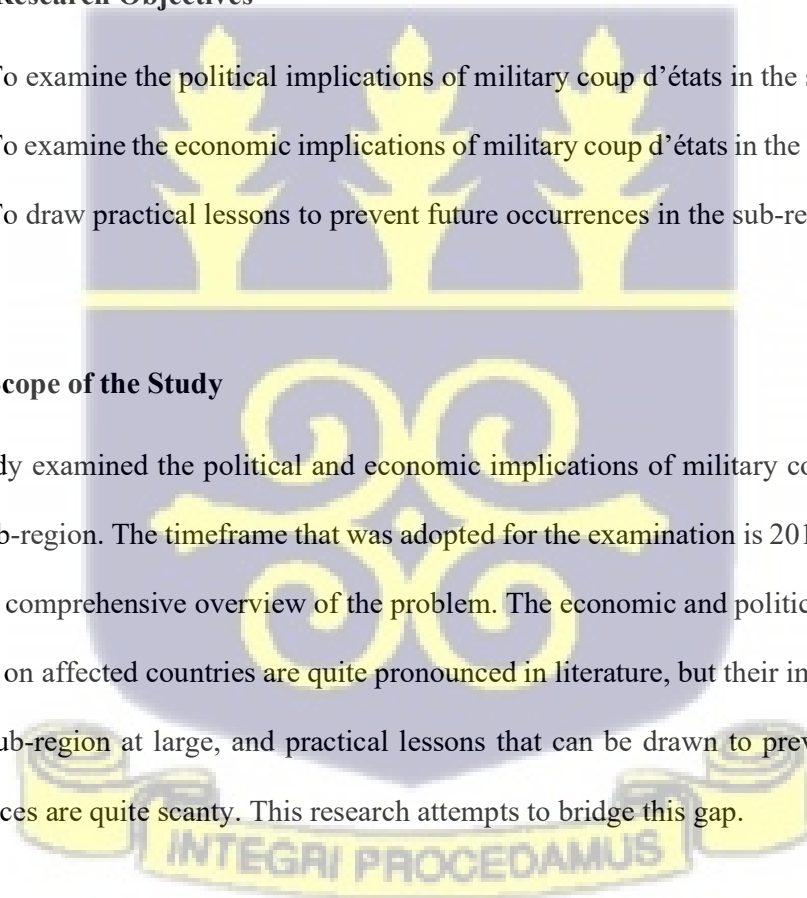 Research Objectives
o examine the political implications of military coup d’états in the
o examine the economic implications of military coup d’états in the
o draw practical lessons to prevent future occurrences in the sub-re
cope of the Study
dy examined the political and economic implications of military co
b-region. The timeframe that was adopted for the examination is 201
comprehensive overview of the problem. The economic and politic
on affected countries are quite pronounced in literature, but their im
ub-region at large, and practical lessons that can be drawn to prev
ces are quite scanty. This research attempts to bridge this gap.
INTEGRI PROCEDAMUS